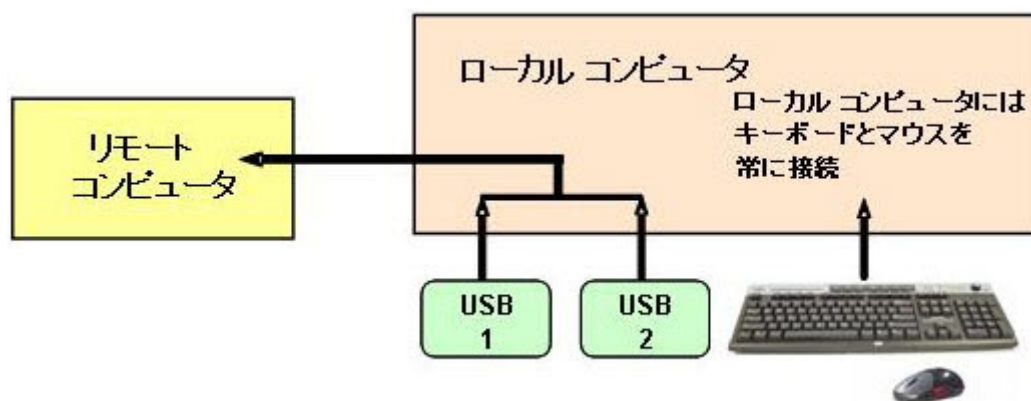 ローカル コンピュータ
ローカル コンピュータには
キーボードとマウスを
常に接続
リモート
コンピュータ
USB
1
USB
2